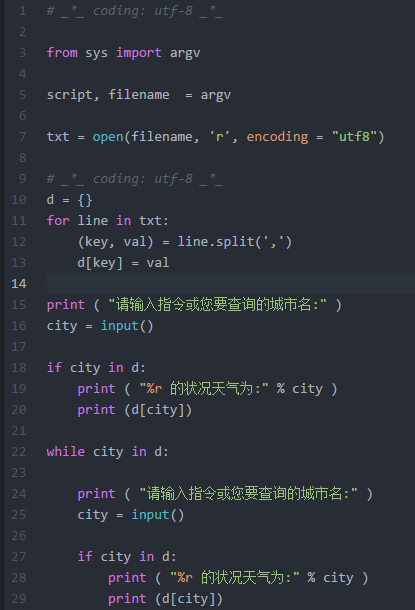 1 # _*_ coding: utf-8 _*_
2
3 from sys import argv
4
5 script, filename  = argv
6
7 txt = open(filename, 'r', encoding = "utf8")
8
9 # _*_ coding: utf-8 _*_
10 d = {}
11 for line in txt:
12     (key, val) = line.split(',')
13     d[key] = val
14
15 print ( "请输入指令或您要查询的城市名:" )
16 city = input()
17
18 if city in d:
19     print ( "%r 的状况天气为:" % city )
20     print (d[city])
21
22 while city in d:
23
24     print ( "请输入指令或您要查询的城市名:" )
25     city = input()
26
27     if city in d:
28         print ( "%r 的状况天气为:" % city )
29         print (d[city])